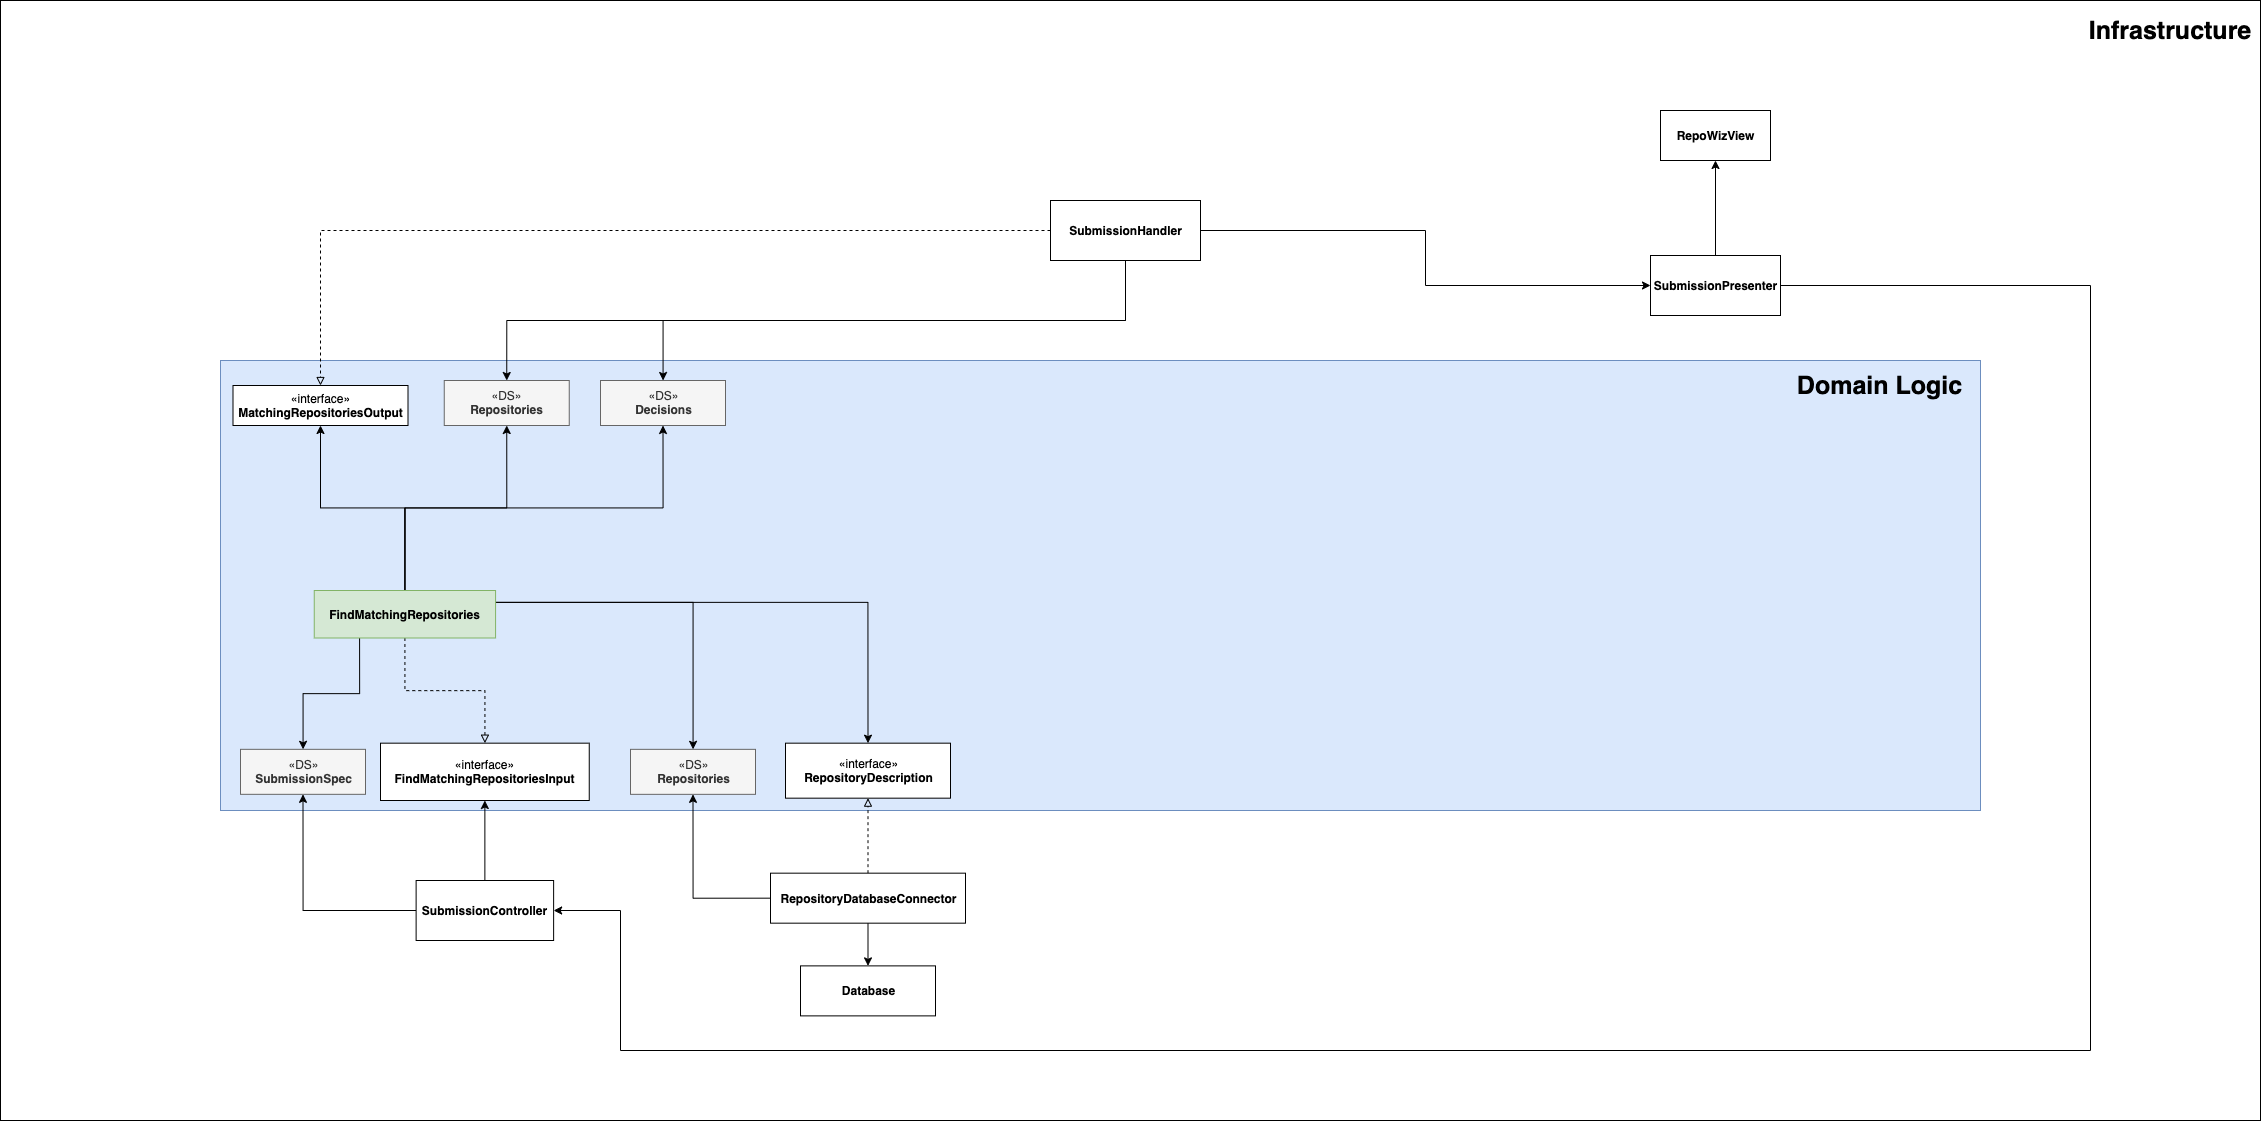 Infrastructure
RepoWizView
SubmissionHandler
SubmissionPresenter
Domain Logic
«interface»
MatchingRepositoriesOutput
«DS»
Repositories
«DS»
Decisions
FindMatchingRepositories
«DS»
SubmissionSpec
«interface»
FindMatchingRepositoriesInput
«DS»
Repositories
«interface»
RepositoryDescription
SubmissionController
RepositoryDatabaseConnector
Database